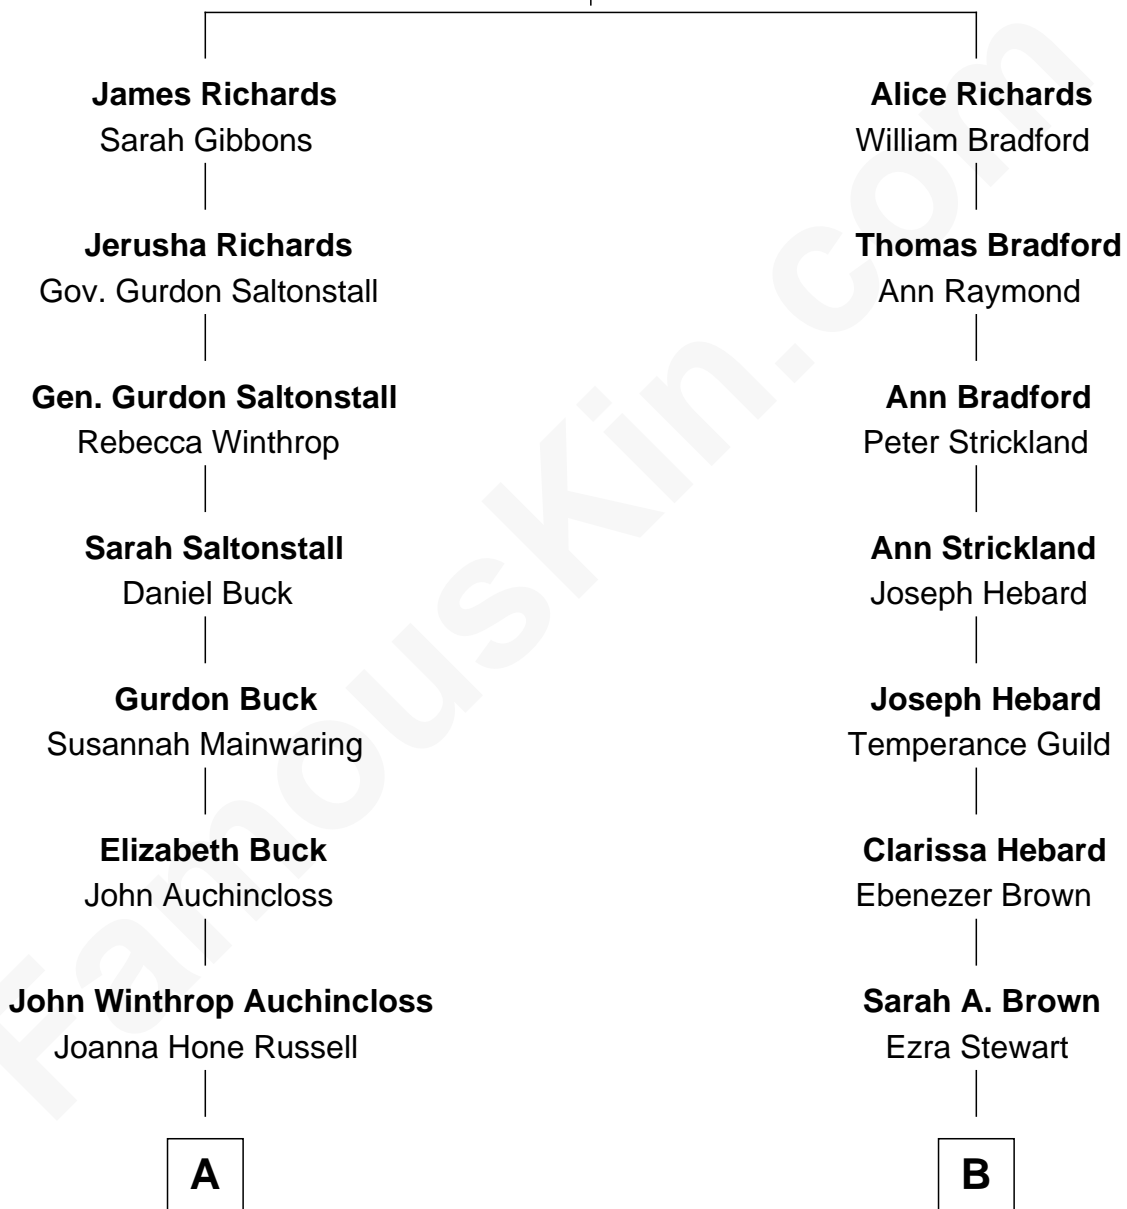 James Richards
Sarah Gibbons
Jerusha Richards
Gov. Gurdon Saltonstall
Gen. Gurdon Saltonstall
Rebecca Winthrop
Sarah Saltonstall
Daniel Buck
Gurdon Buck
Susannah Mainwaring
Elizabeth Buck
John Auchincloss
John Winthrop Auchincloss
Joanna Hone Russell
A
Alice Richards
William Bradford
Thomas Bradford
Ann Raymond
Ann Bradford
Peter Strickland
Ann Strickland
Joseph Hebard
Joseph Hebard
Temperance Guild
Clarissa Hebard
Ebenezer Brown
Sarah A. Brown
Ezra Stewart
B
FamousKin.com